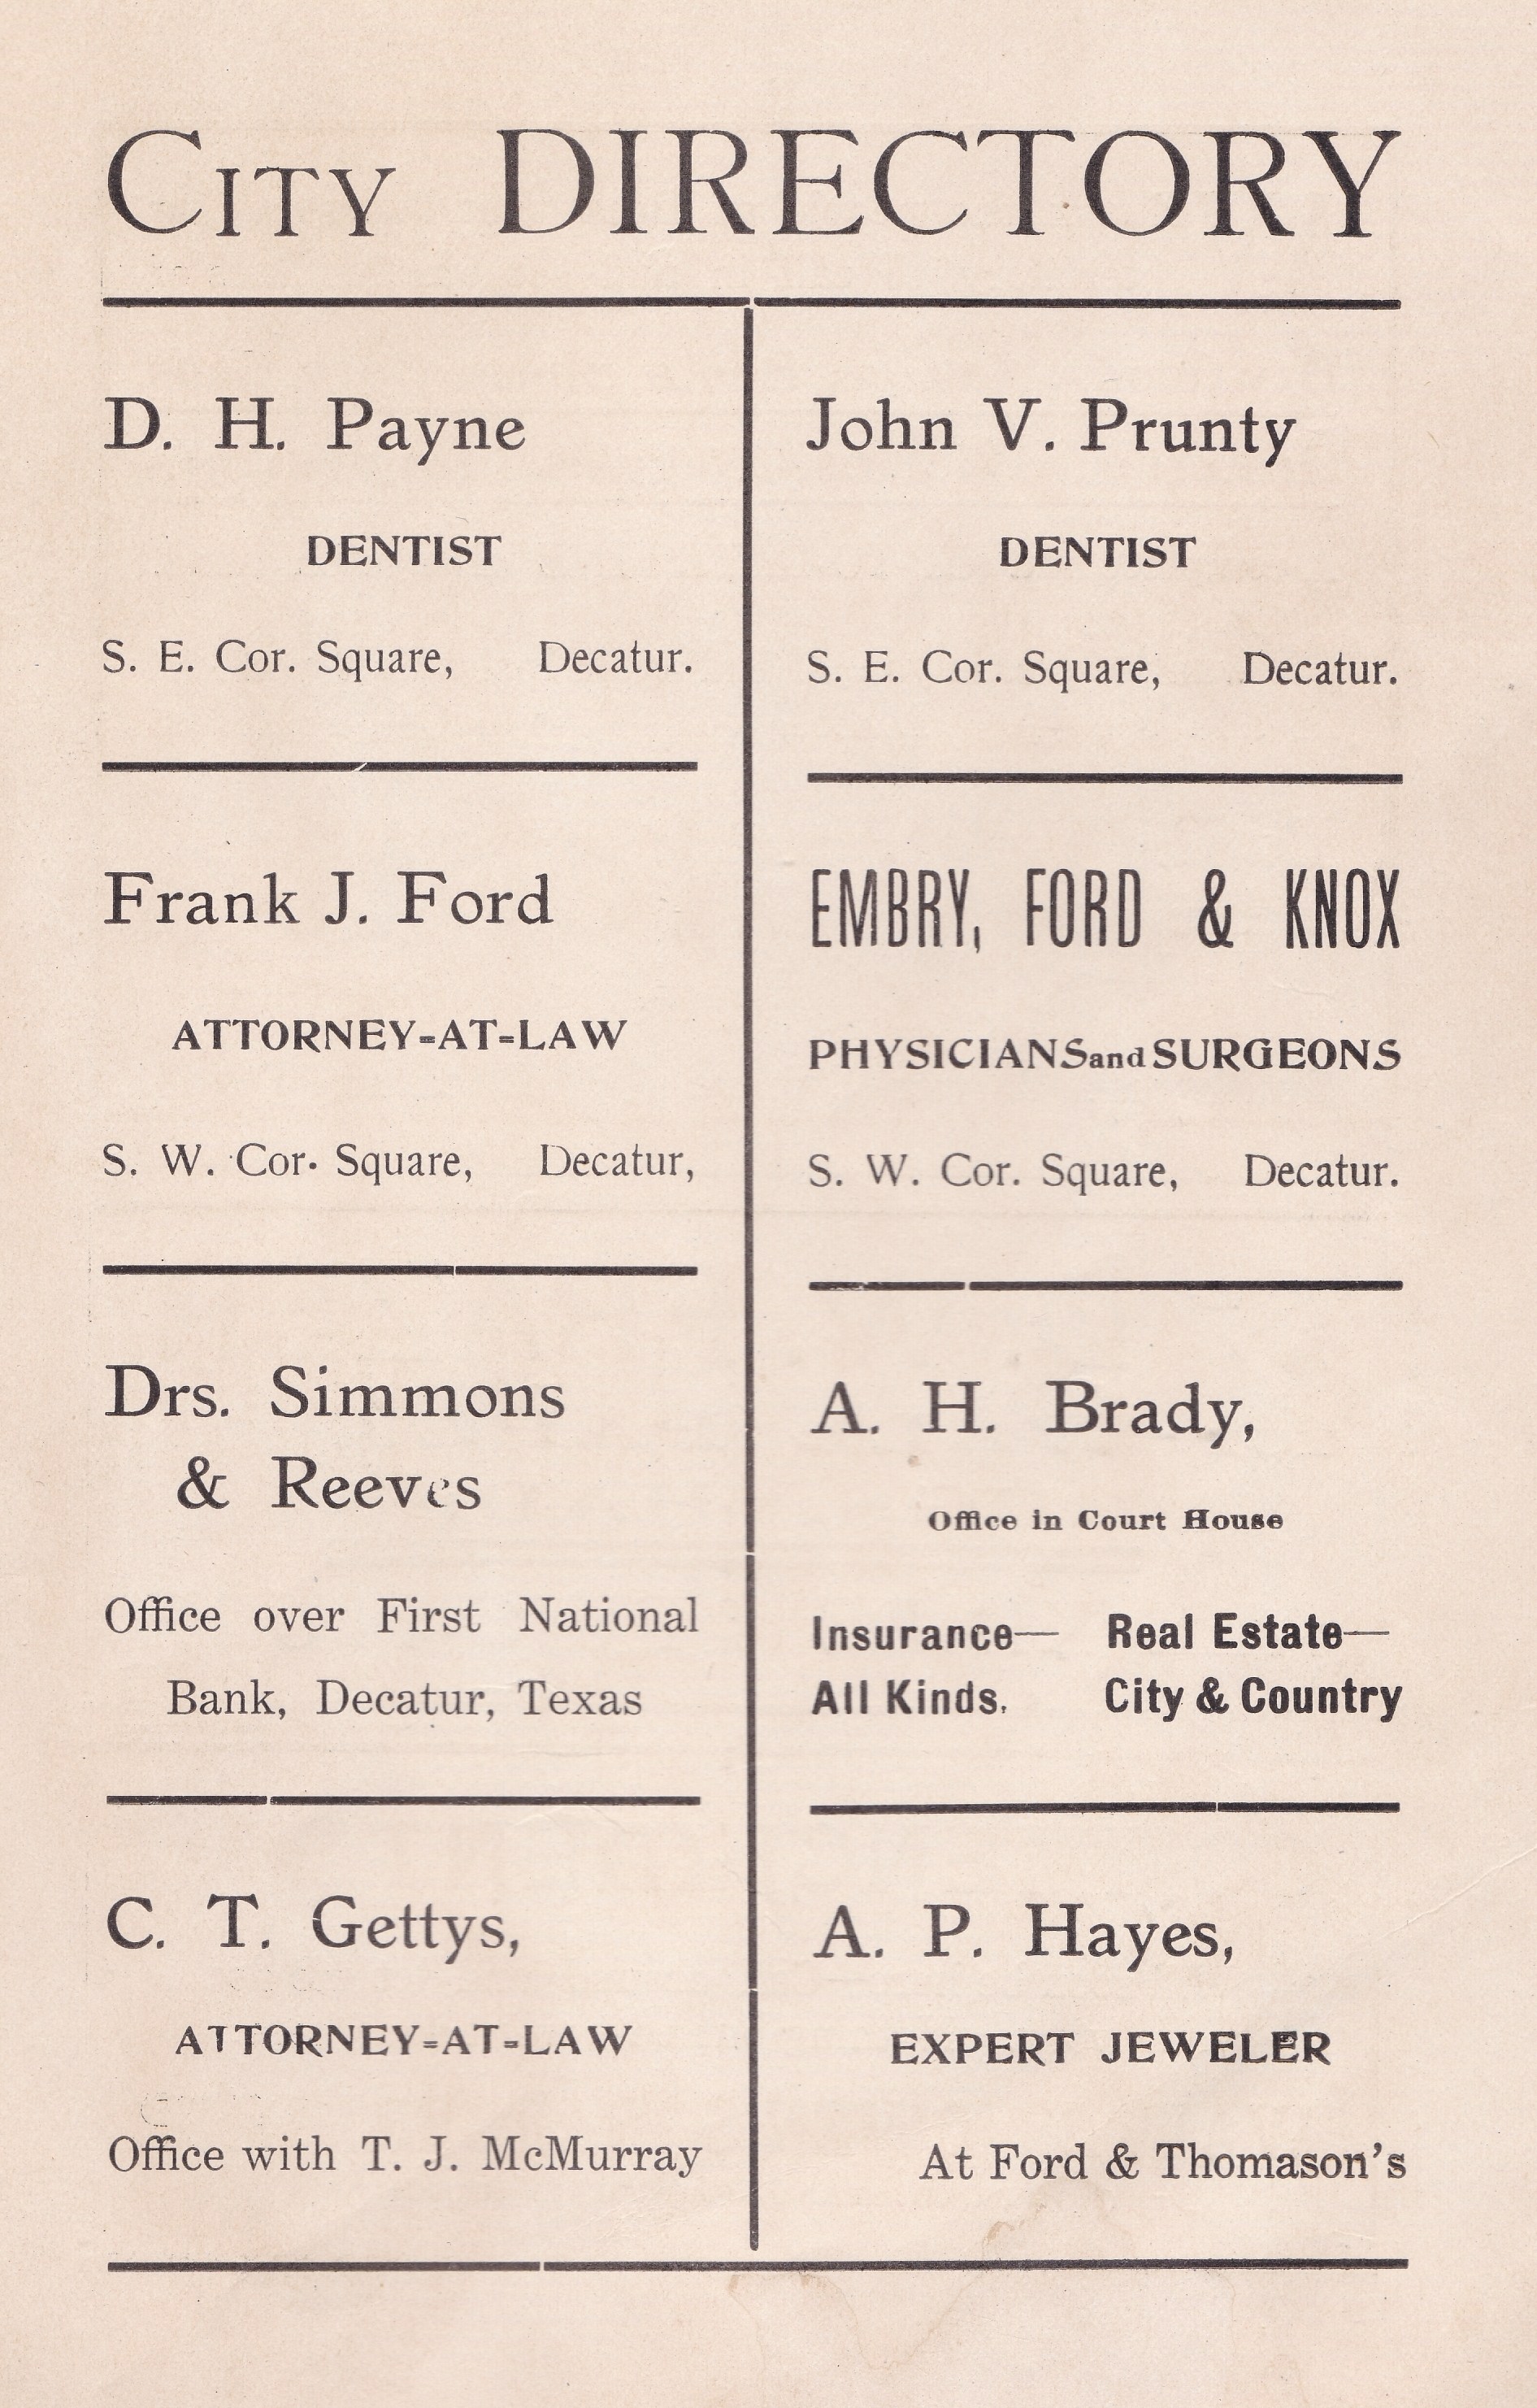 City DIRECTORY
D. H. Payne
DENTIST
S. E. Cor. Square, Decatur.
Frank J. Ford
ATTORNEY-AT-LAW
S. W. Cor. Square, Decatur,
Drs. Simmons
& Reeves
Office over First National
Bank, Decatur, Texas
C. T. Gettys,
ATTORNEY-AT-LAW
Office with T. J. McMurray
John V. Prunty
DENTIST
S. E. Cor. Square, Decatur.
EMBRY, FORD & KNOX
PHYSICIANS and SURGEONS
S. W. Cor. Square, Decatur.
A. H. Brady,
Office in Court House
Insurance— Real Estate—
All Kinds. City & Country
A. P. Hayes,
EXPERT JEWELER
At Ford & Thomason's